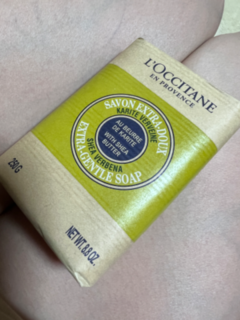 L'OCCITANE
EN PROVENCE
SAVON EXTRA-DOUX
KARITÉ VERVEINE
AU BEURRE
DE KARITÉ
WITH SHEA
BUTTER
SHEA VERBENA
EXTRA-GENTLE SOAP
250 G
NET WT. 8.8 OZ.